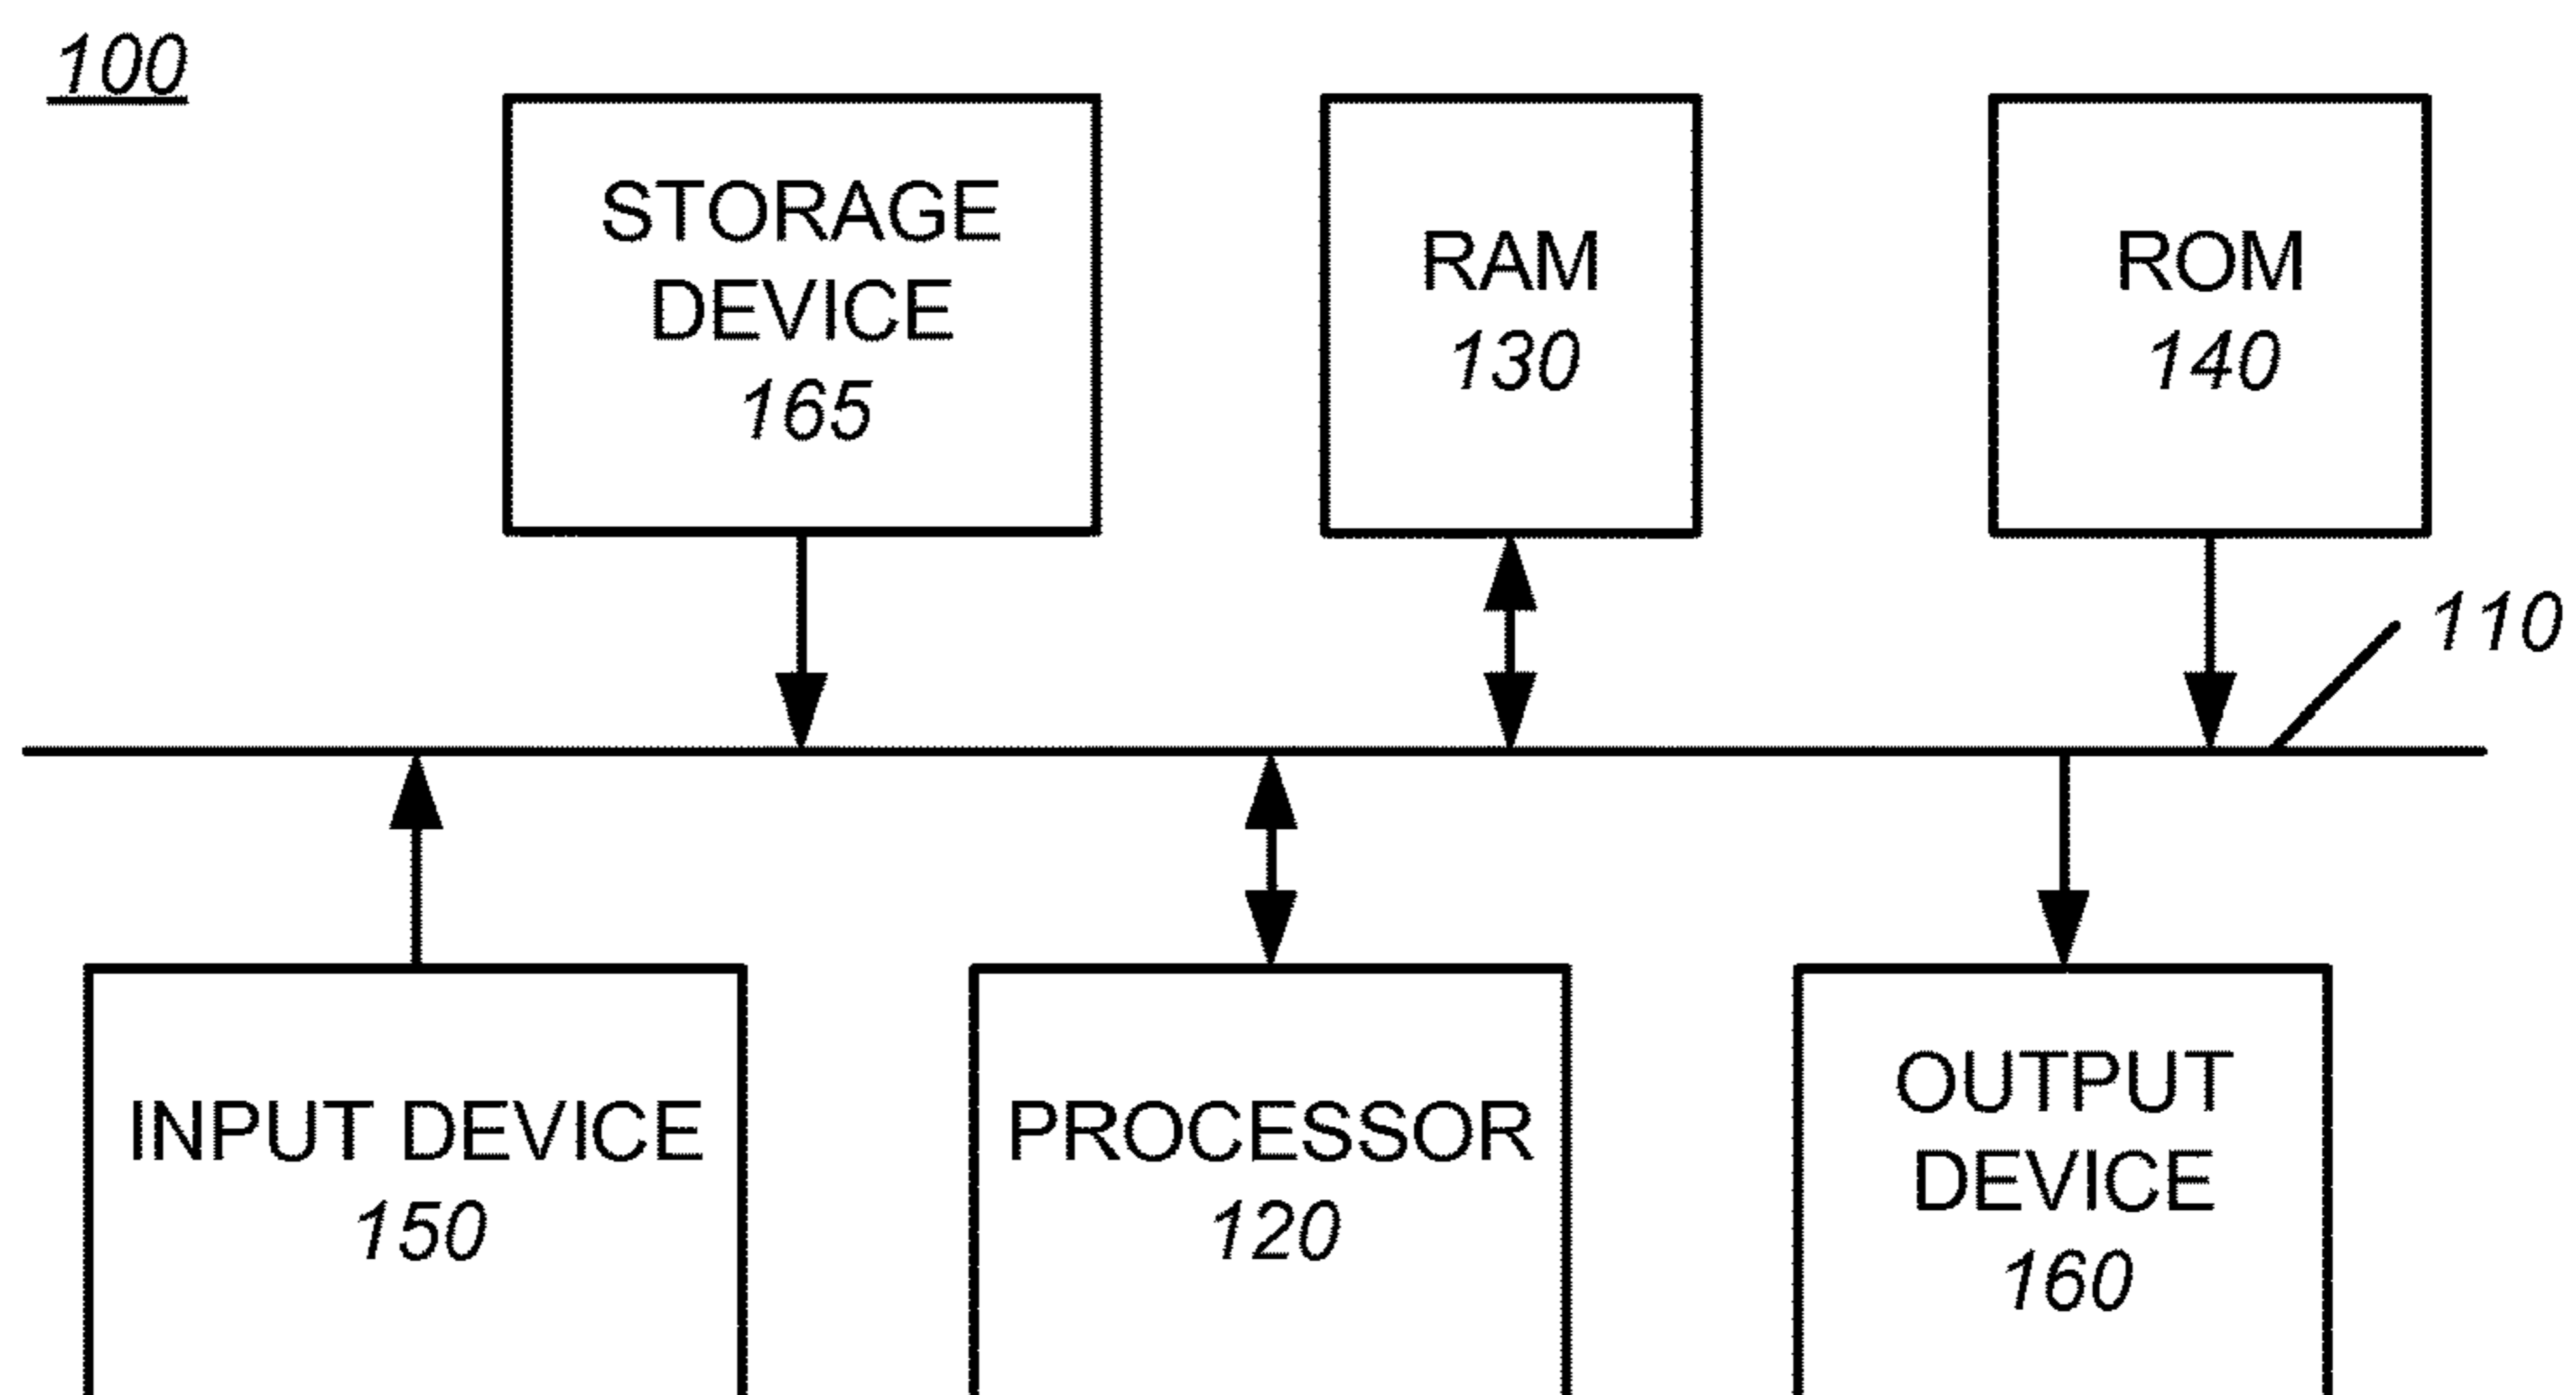 100
STORAGE
DEVICE
165
RAM
130
ROM
140
110
INPUT DEVICE
150
PROCESSOR
120
OUTPUT
DEVICE
160